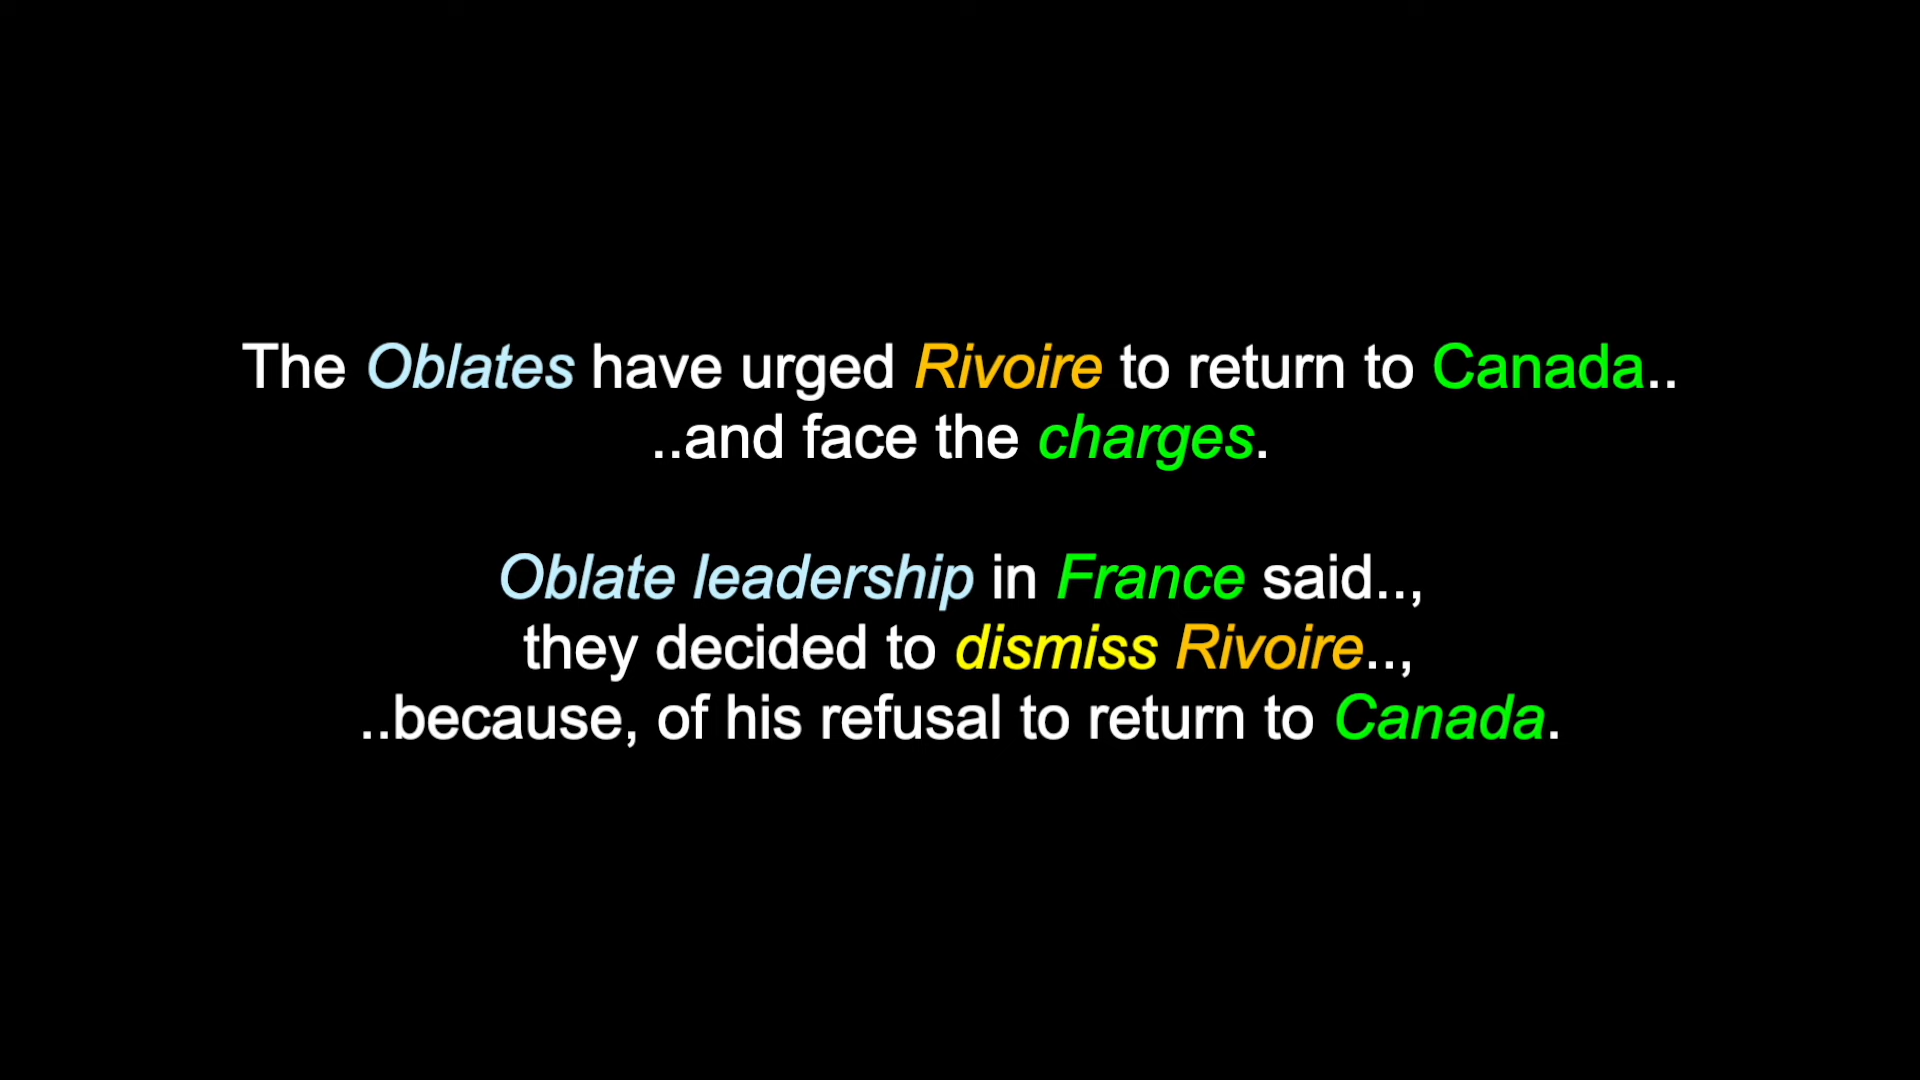 The Oblates have urged Rivoire to return to Canada..
..and face the charges.
Oblate leadership in France said..,
they decided to dismiss Rivoire..,
..because, of his refusal to return to Canada.